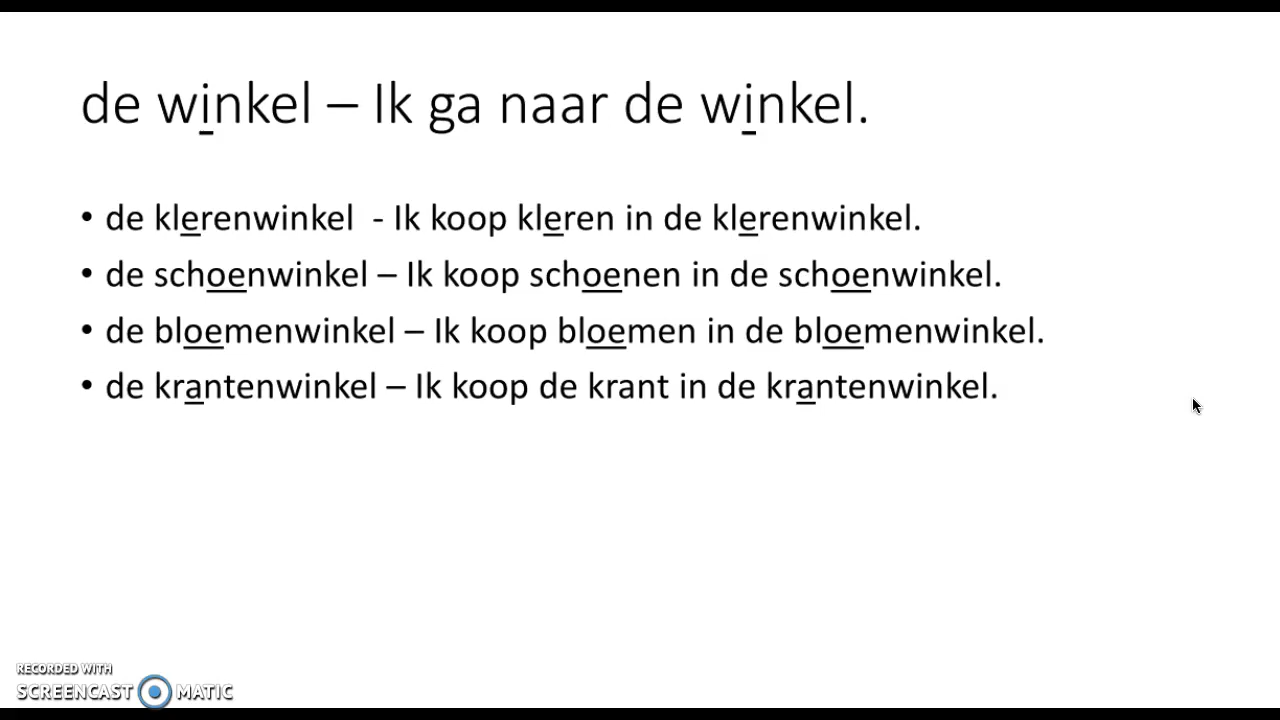 de winkel – Ik ga naar de winkel.
• de klerenwinkel - Ik koop kleren in de klerenwinkel.
• de schoenwinkel – Ik koop schoenen in de schoenwinkel.
• de bloemenwinkel – Ik koop bloemen in de bloemenwinkel.
• de krantenwinkel – Ik koop de krant in de krantenwinkel.
RECORDED WITH
SCREENCAST MATIC